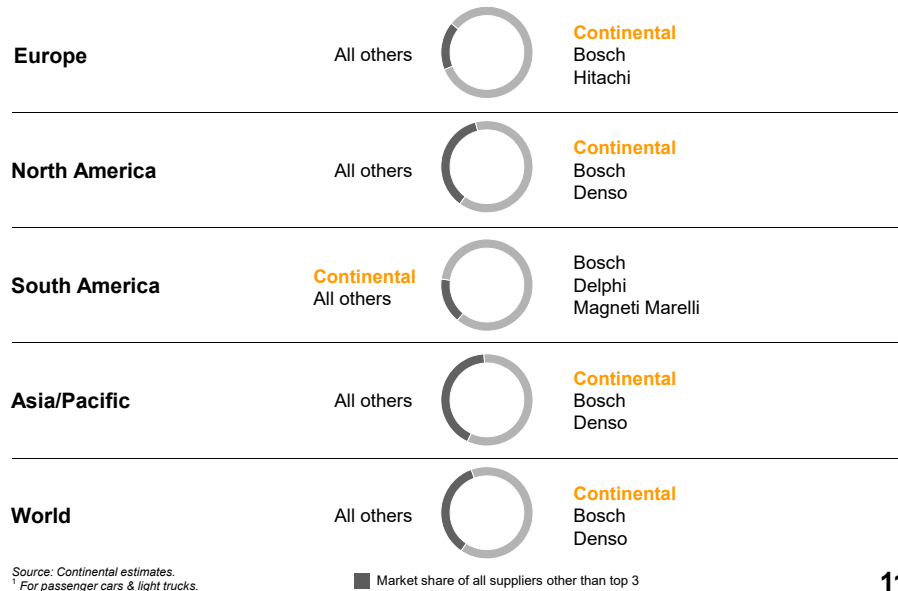 Europe
All others
Continental
Bosch
Hitachi
North America
All others
Continental
Bosch
Denso
South America
Continental
All others
Bosch
Delphi
Magneti Marelli
Asia/Pacific
All others
Continental
Bosch
Denso
World
All others
Continental
Bosch
Denso
Source: Continental estimates.
1 For passenger cars & light trucks.
Market share of all suppliers other than top 3